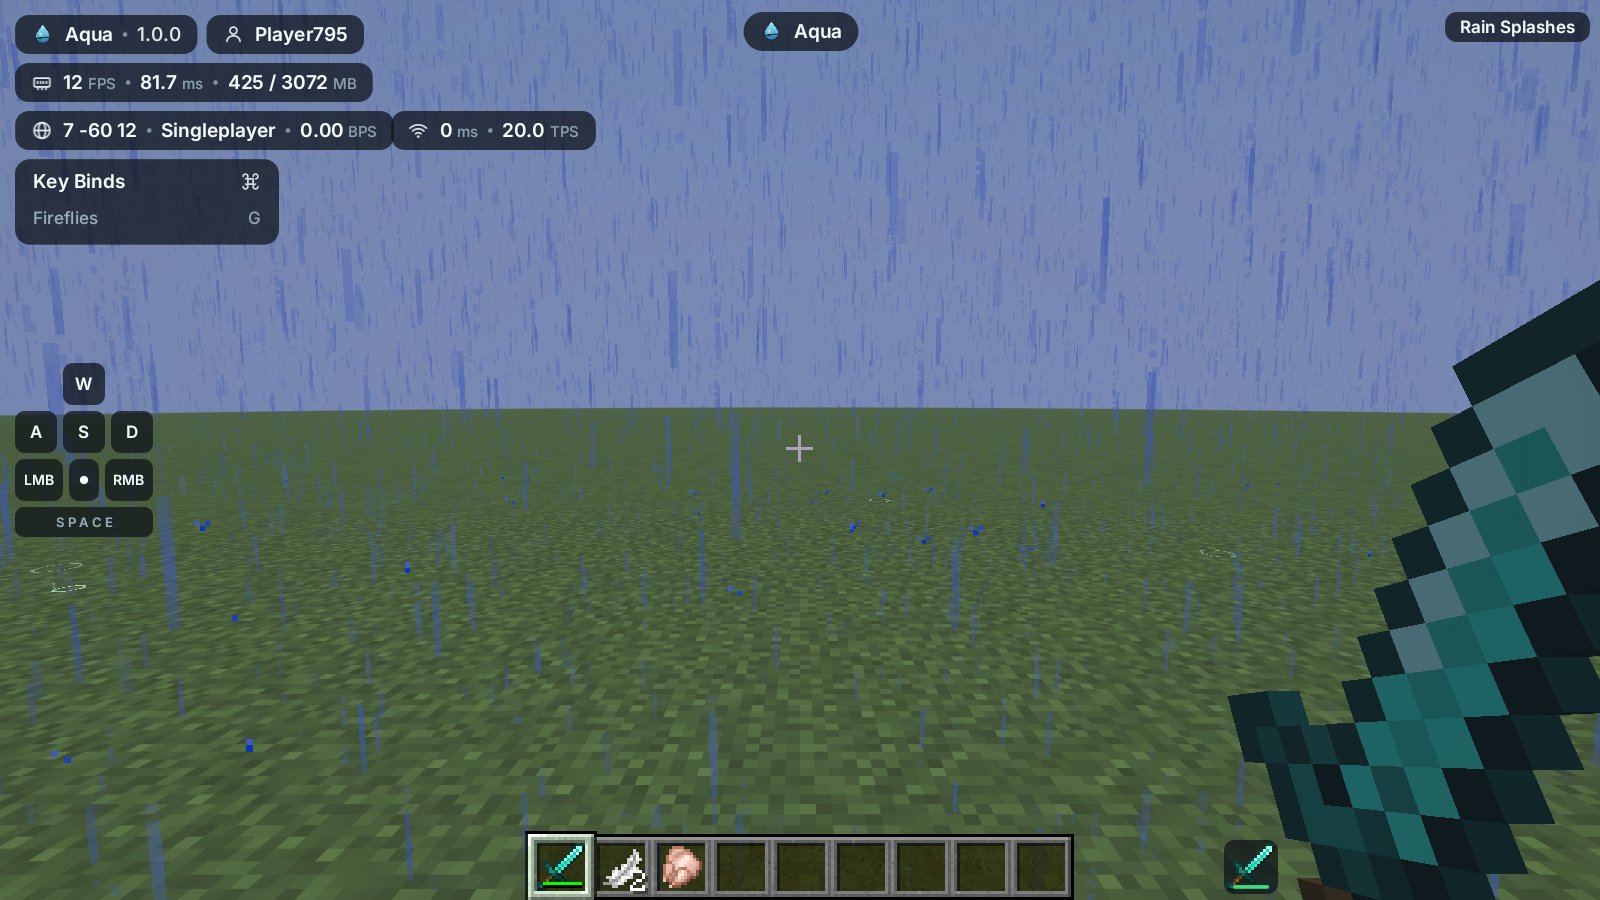 Aqua • 1.0.0
Player795
Aqua
Rain Splashes
12 FPS • 81.7 ms • 425 / 3072 MB
7 -60 12 • Singleplayer • 0.00 BPS
0 ms • 20.0 TPS
Key Binds ⌘
Fireflies G
W
A S D
LMB RMB
SPACE
2